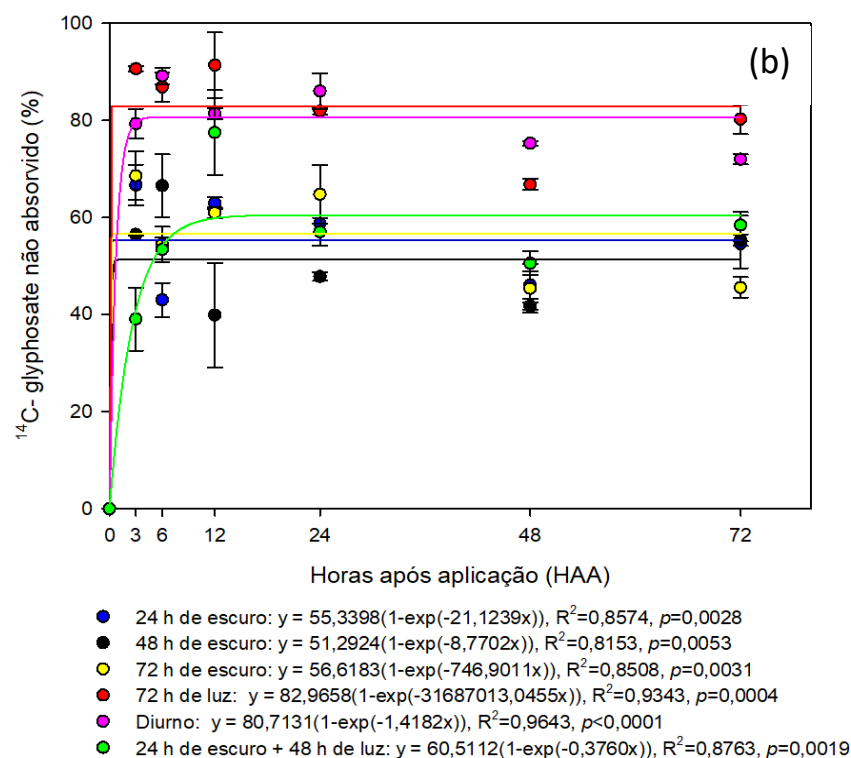 100
(b)
80
60
40
20
0
¹⁴C- glyphosate não absorvido (%)
0 3 6 12 24 48 72
Horas após aplicação (HAA)
24 h de escuro: y = 55,3398(1-exp(-21,1239x)), R²=0,8574, p=0,0028
48 h de escuro: y = 51,2924(1-exp(-8,7702x)), R²=0,8153, p=0,0053
72 h de escuro: y = 56,6183(1-exp(-746,9011x)), R²=0,8508, p=0,0031
72 h de luz: y = 82,9658(1-exp(-31687013,0455x)), R²=0,9343, p=0,0004
Diurno: y = 80,7131(1-exp(-1,4182x)), R²=0,9643, p<0,0001
24 h de escuro + 48 h de luz: y = 60,5112(1-exp(-0,3760x)), R²=0,8763, p=0,0019